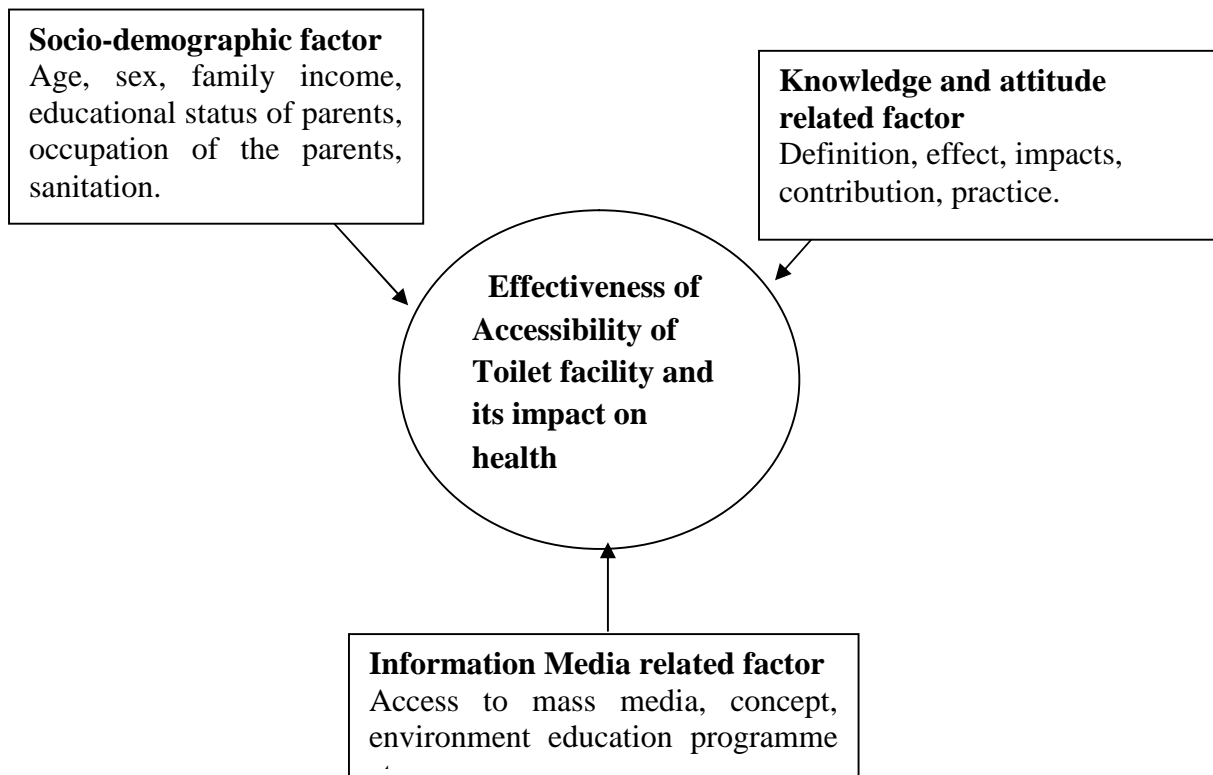 Socio-demographic factor
Age, sex, family income,
educational status of parents,
occupation of the parents,
sanitation.
Knowledge and attitude
related factor
Definition, effect, impacts,
contribution, practice.
Effectiveness of
Accessibility of
Toilet facility and
its impact on
health
Information Media related factor
Access to mass media, concept,
environment education programme